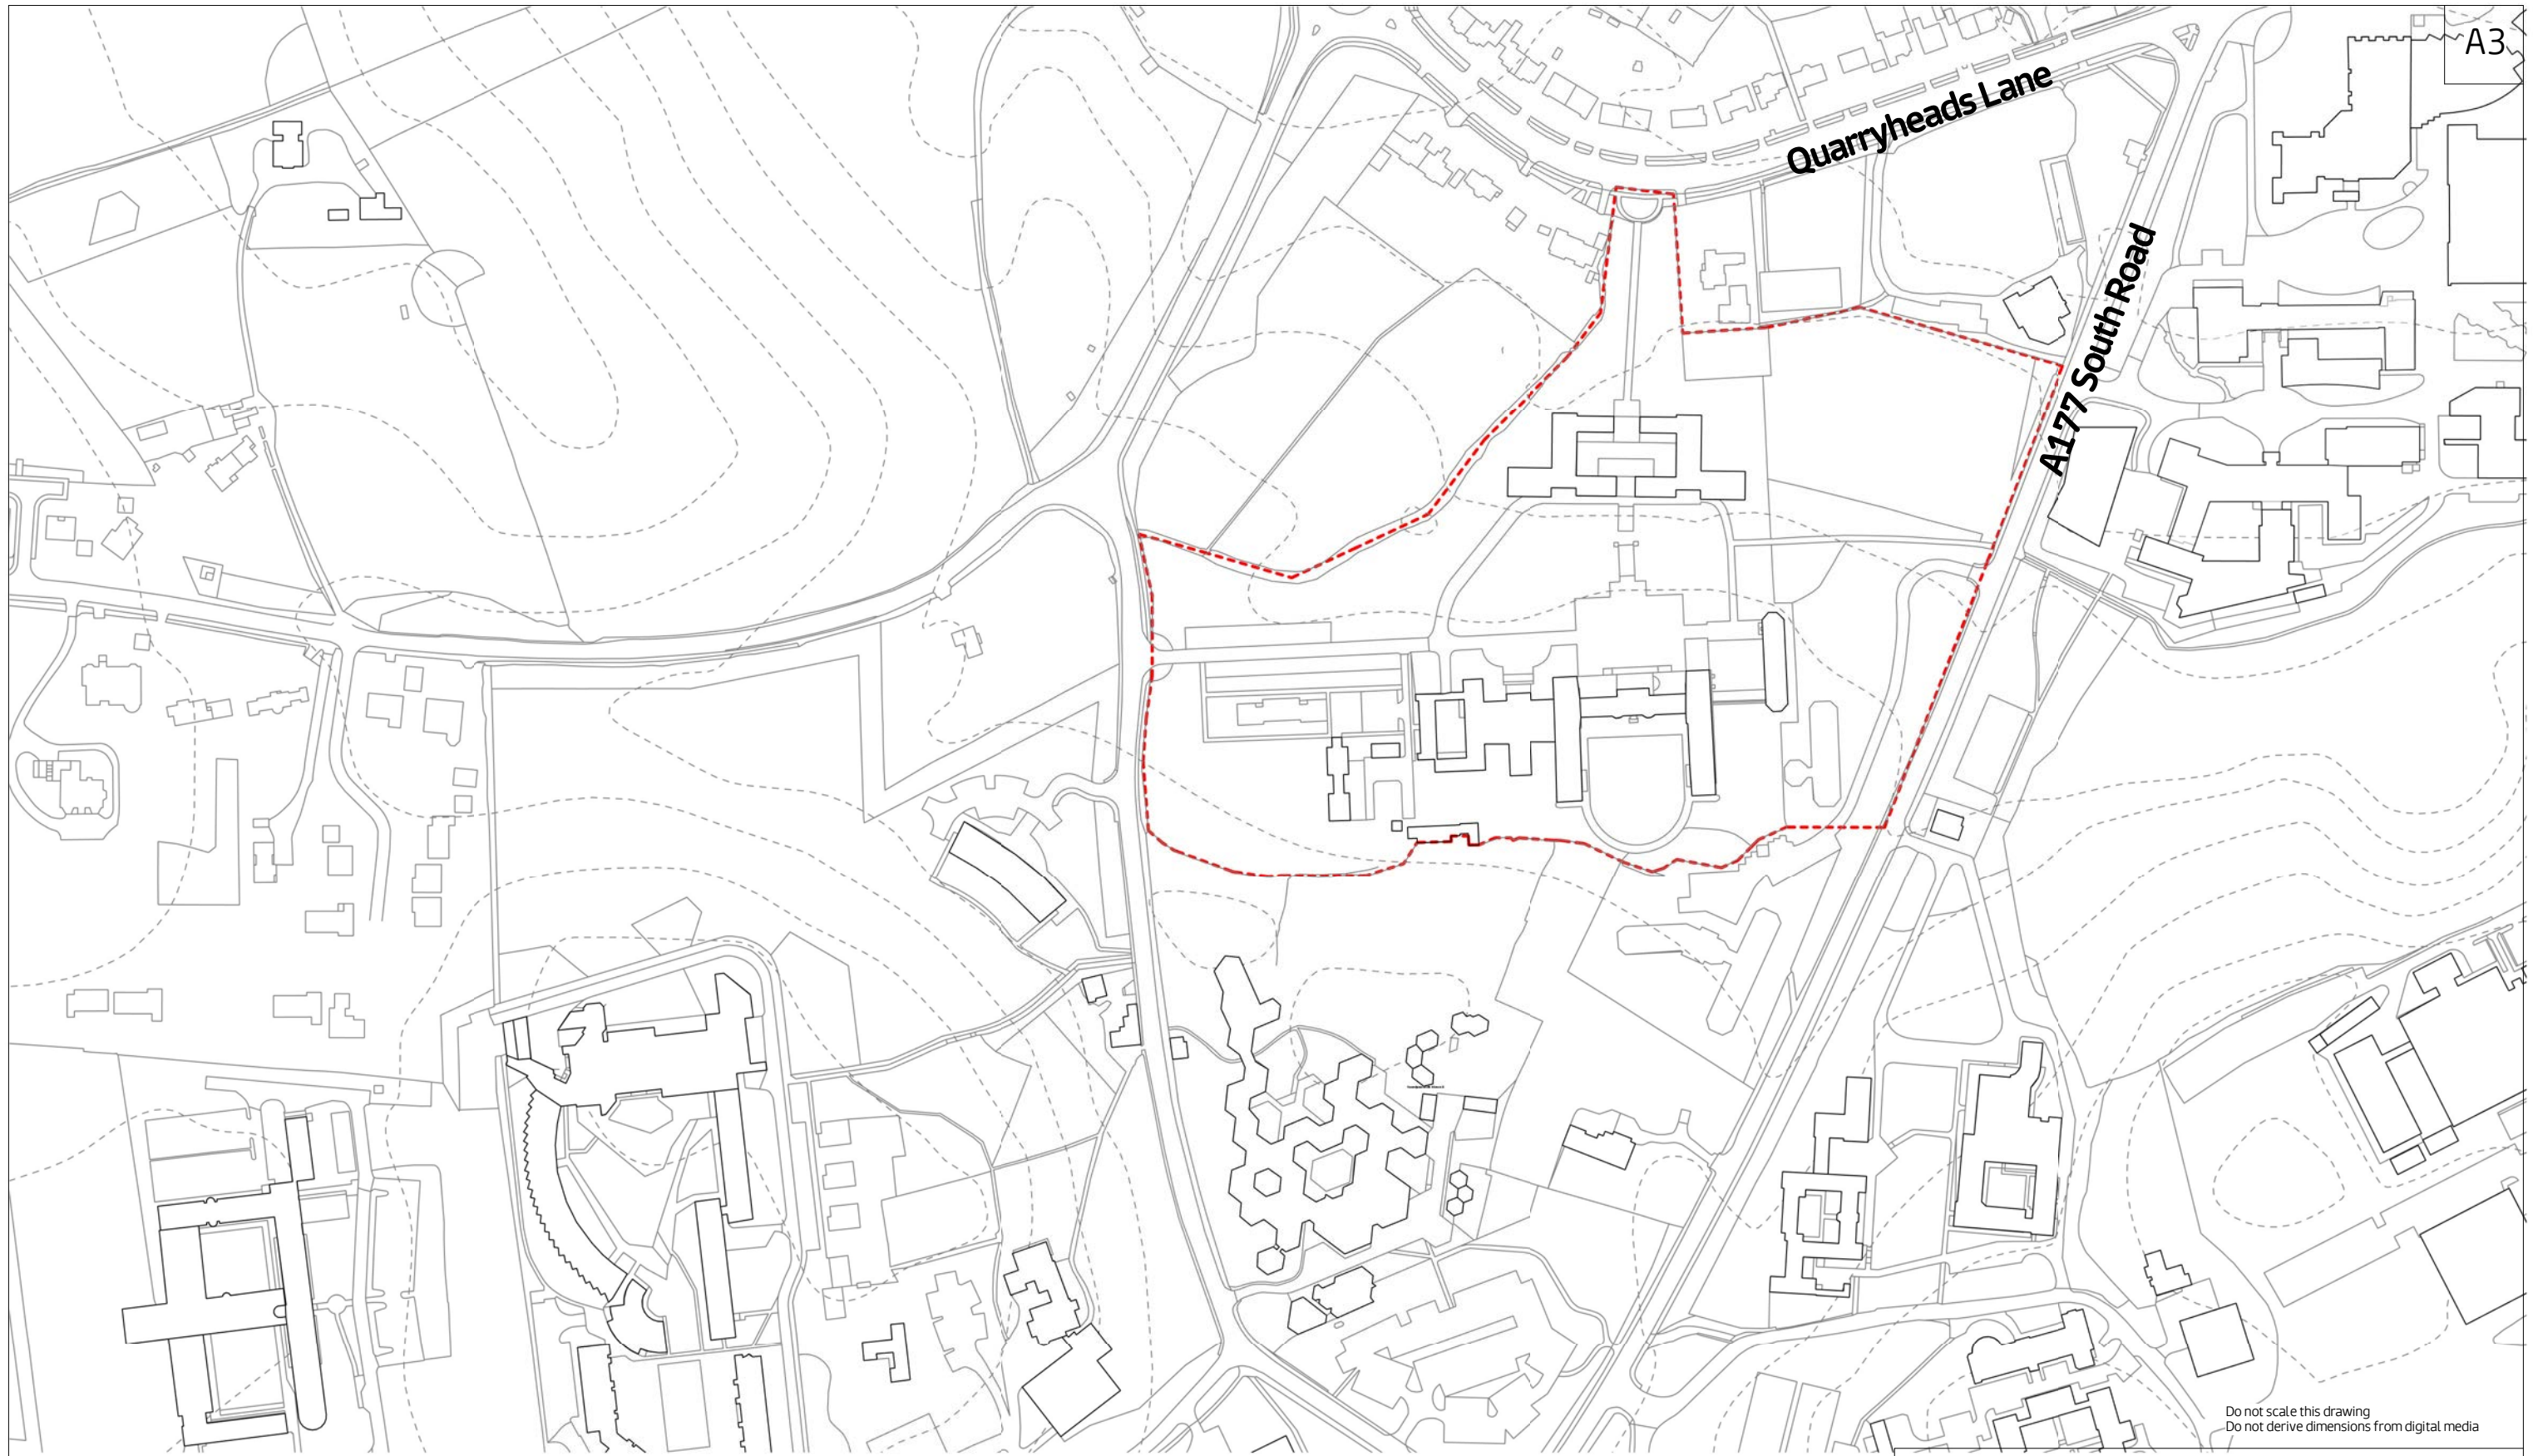 A3
Quarryheads Lane
A177 South Road
Do not scale this drawing
Do not derive dimensions from digital media